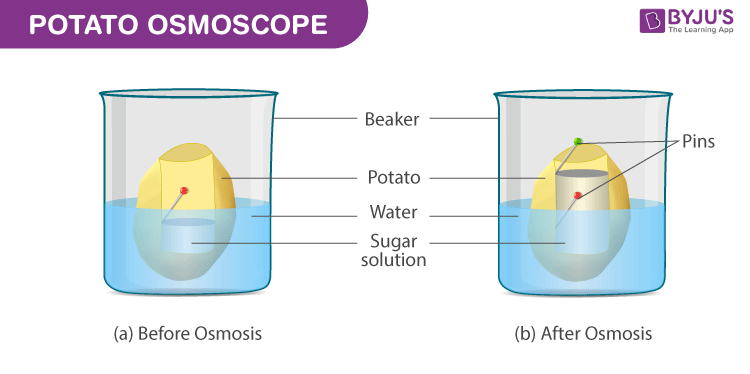 POTATO OSMOSCOPE
BYJU'S
The Learning App
Beaker
Pins
Potato
Water
Sugar
solution
(a) Before Osmosis
(b) After Osmosis